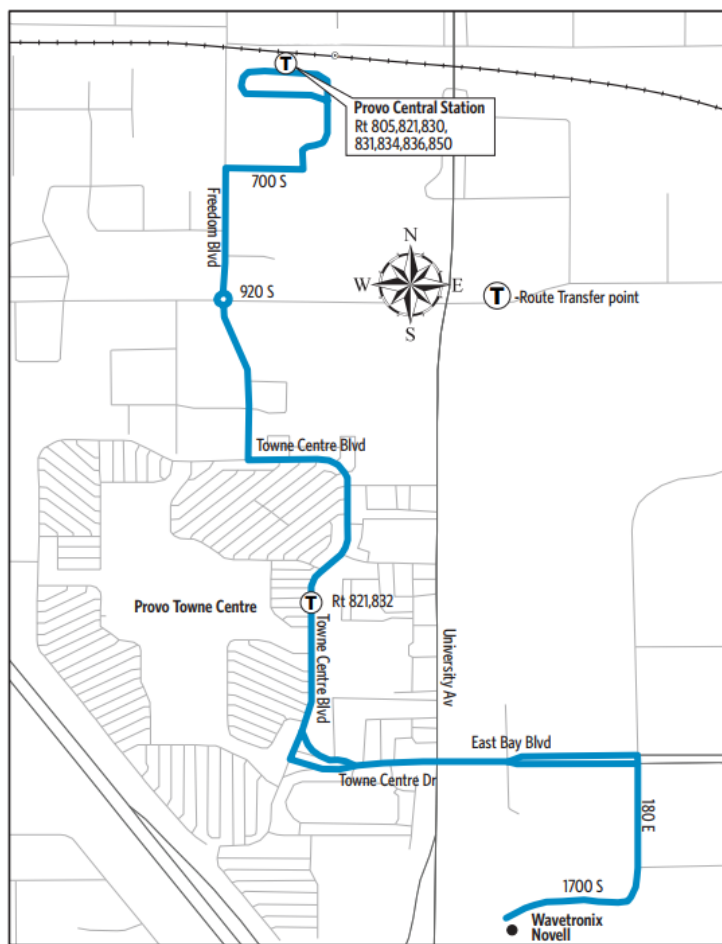 T
Provo Central Station
Rt 805,821,830,
831,834,836,850
700 S
Freedom Blvd
N
W
E
S
920 S
T -Route Transfer point
Towne Centre Blvd
Provo Towne Centre
T Rt 821,832
Towne Centre Blvd
University Av
East Bay Blvd
Towne Centre Dr
180 E
1700 S
Wavetronix
Novell